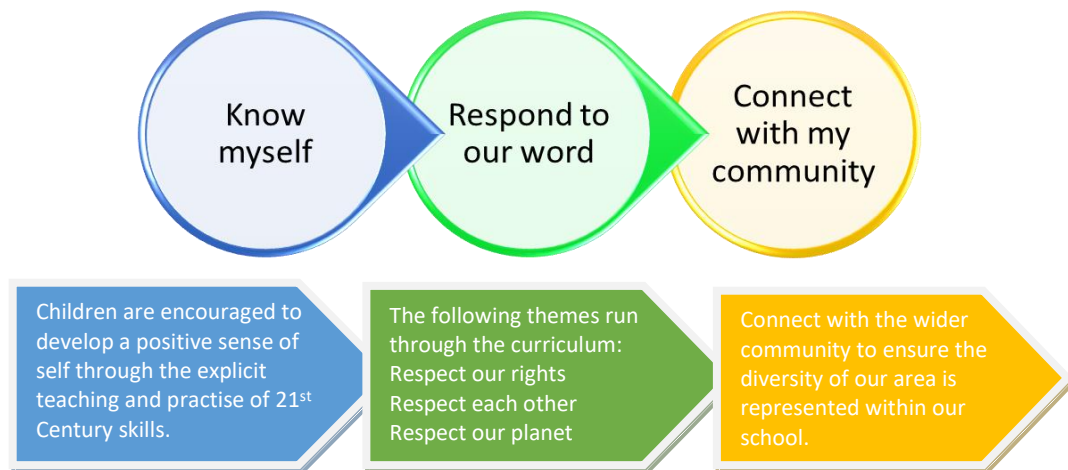 Know
myself
Respond to
our word
Connect
with my
community
Children are encouraged to
develop a positive sense of
self through the explicit
teaching and practise of 21st
Century skills.
The following themes run
through the curriculum:
Respect our rights
Respect each other
Respect our planet
Connect with the wider
community to ensure the
diversity of our area is
represented within our
school.